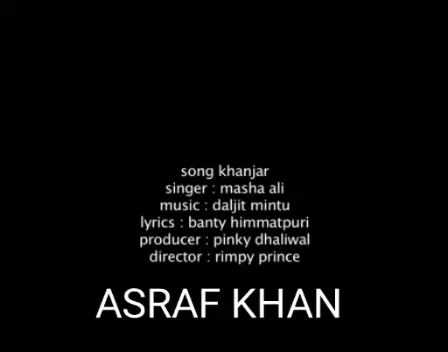 song khanjar
singer : masha ali
music : daljit mintu
lyrics : banty himmatpuri
producer : pinky dhaliwal
director : rimpy prince
ASRAF KHAN